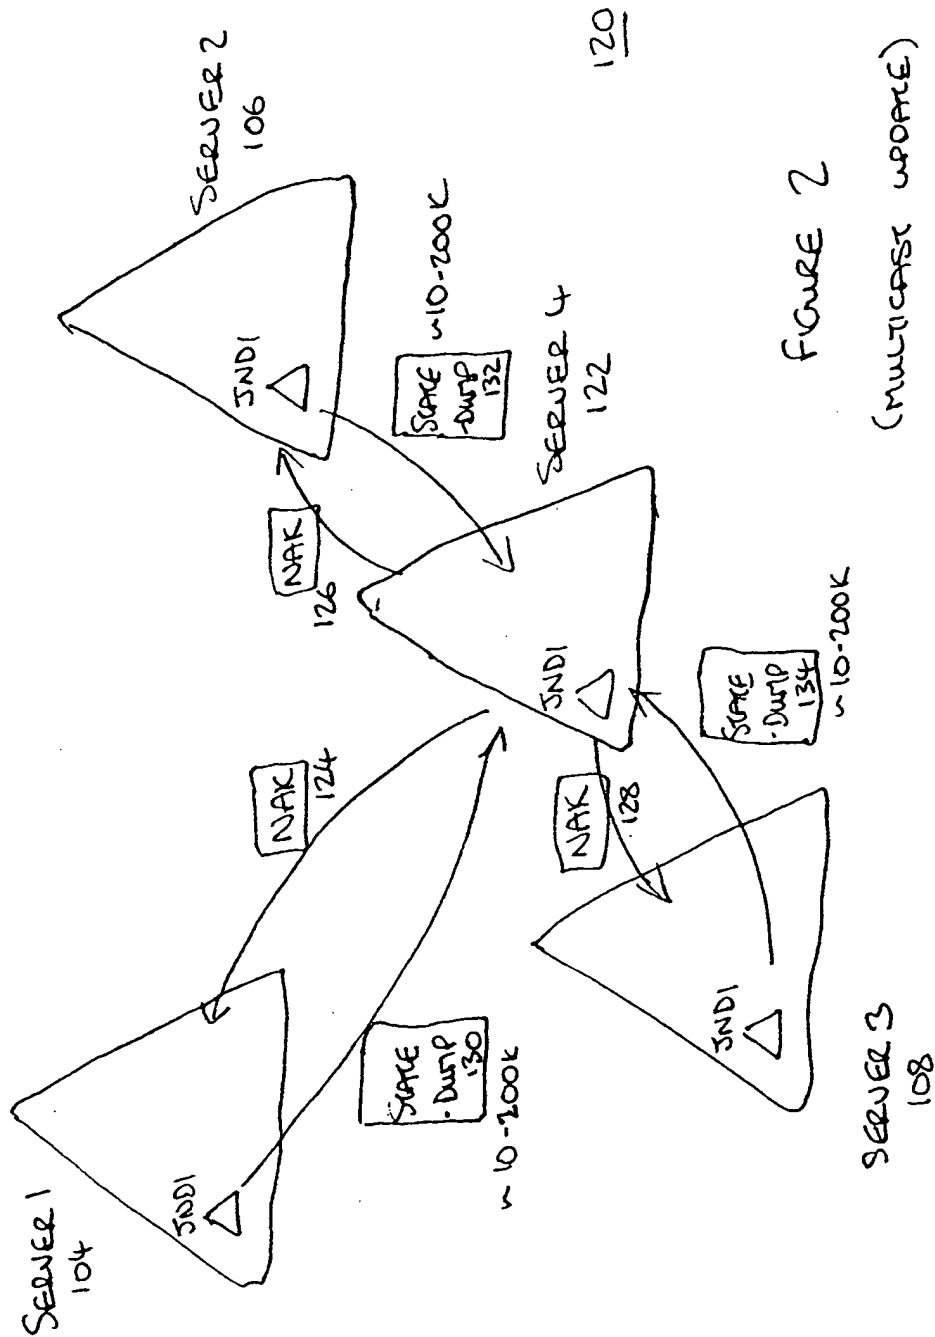 SERVER 1
104
JNDI
NAK
124
STATE
-DUMP
130
~10-200K
SERVER 2
106
JNDI
NAK
126
STATE
-DUMP
132
~10-200K
SERVER 4
122
JNDI
NAK
128
STATE
-DUMP
134
~10-200K
SERVER 3
108
JNDI
120
FIGURE 2
(MULTICAST UPDATE)